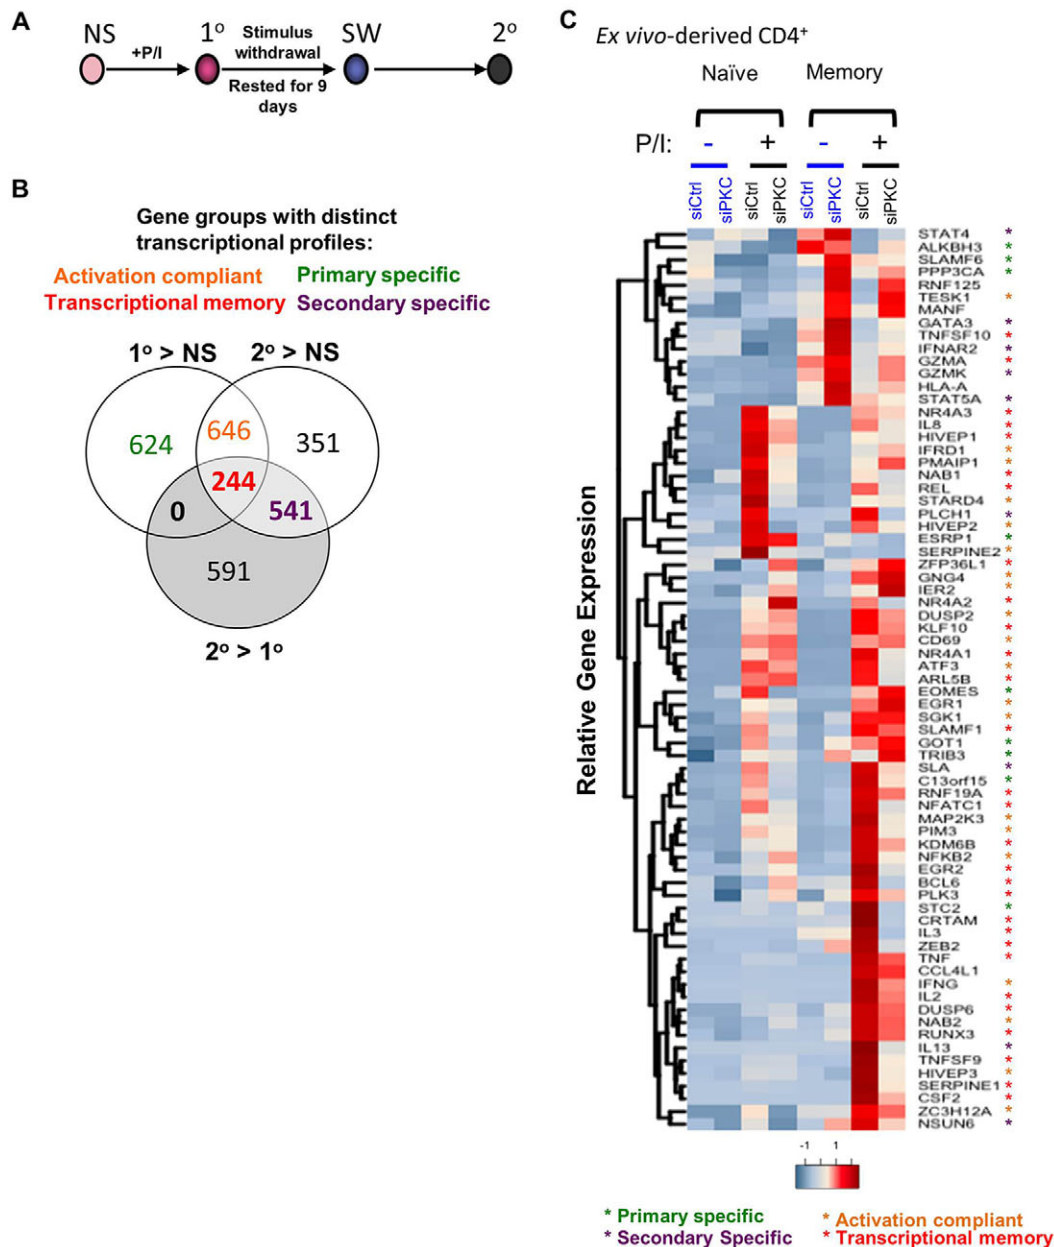 A
NS
1º
SW
2º
+P/I
Stimulus
withdrawal
Rested for 9
days
B
Gene groups with distinct
transcriptional profiles:
Activation compliant
Primary specific
Transcriptional memory
Secondary specific
1º > NS
2º > NS
624
646
351
244
0
541
591
2º > 1º
C
Ex vivo-derived CD4⁺
Naïve
Memory
P/I:
-
+
-
+
siCtrl
siPKC
siCtrl
siPKC
siCtrl
siPKC
siCtrl
siPKC
Relative Gene Expression
STAT4 *
ALKBH3 *
SLAMF6 *
PPP3CA *
RNF125
TESK1 *
MANF
GATA3 *
TNFSF10 *
IFNAR2 *
GZMA *
GZMK *
HLA-A
STAT5A *
NR4A3 *
IL8 *
HIVEP1 *
IFRD1 *
PMAIP1 *
NAB1 *
REL *
STARD4 *
PLCH1 *
HIVEP2 *
ESRP1 *
SERPINE2 *
ZFP36L1 *
GNG4 *
IER2 *
NR4A2 *
DUSP2 *
KLF10 *
CD69 *
NR4A1 *
ATF3 *
ARL5B *
EOMES *
EGR1 *
SGK1 *
SLAMF1 *
GOT1 *
TRIB3 *
SLA *
C13orf15 *
RNF19A *
NFATC1 *
MAP2K3 *
PIM3 *
KDM6B *
NFKB2 *
EGR2 *
BCL6 *
PLK3 *
STC2 *
CRTAM *
IL3 *
ZEB2 *
TNF *
CCL4L1
IFNG *
IL2 *
DUSP6 *
NAB2 *
RUNX3 *
IL13 *
TNFSF9 *
HIVEP3 *
SERPINE1 *
CSF2 *
ZC3H12A *
NSUN6 *
-1 1
* Primary specific
* Activation compliant
* Secondary Specific
* Transcriptional memory